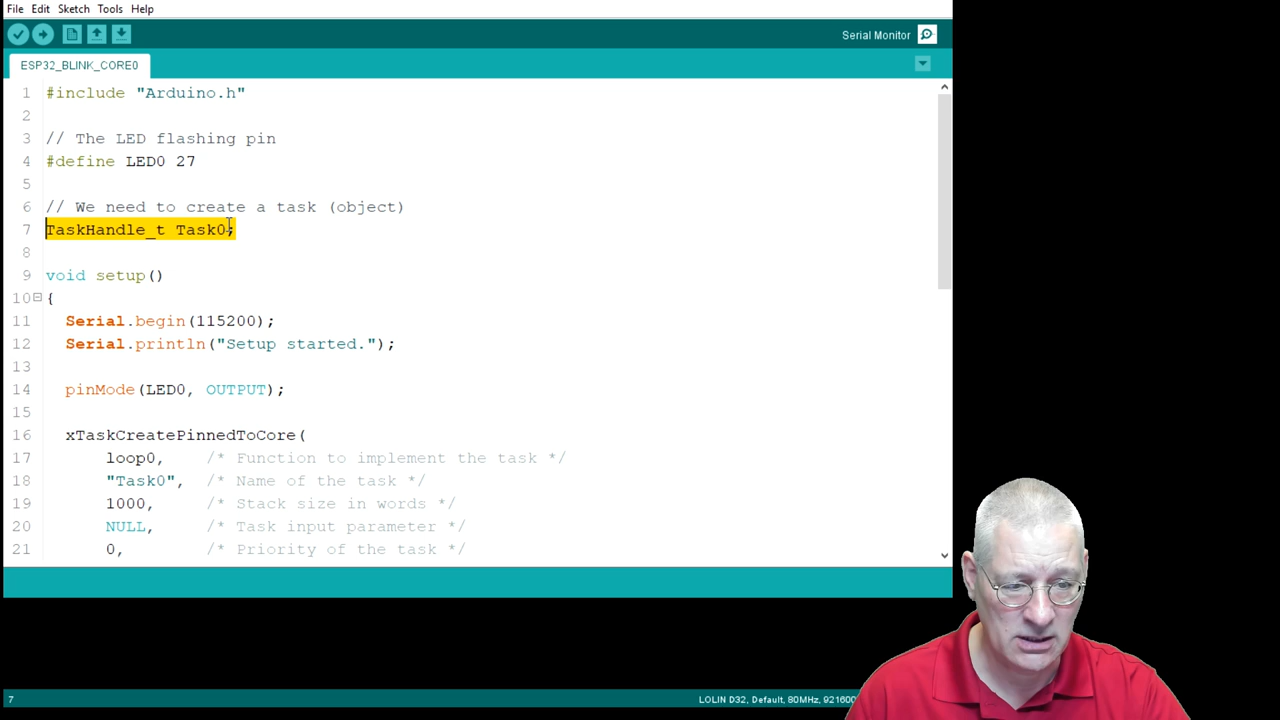 File Edit Sketch Tools Help
Serial Monitor
ESP32_BLINK_CORE0
1 #include "Arduino.h"
2
3 // The LED flashing pin
4 #define LED0 27
5
6 // We need to create a task (object)
7 TaskHandle_t Task0;
8
9 void setup()
10 {
11 Serial.begin(115200);
12 Serial.println("Setup started.");
13
14 pinMode(LED0, OUTPUT);
15
16 xTaskCreatePinnedToCore(
17 loop0, /* Function to implement the task */
18 "Task0", /* Name of the task */
19 1000, /* Stack size in words */
20 NULL, /* Task input parameter */
21 0, /* Priority of the task */
7 LOLIN D32, Default, 80MHz, 921600